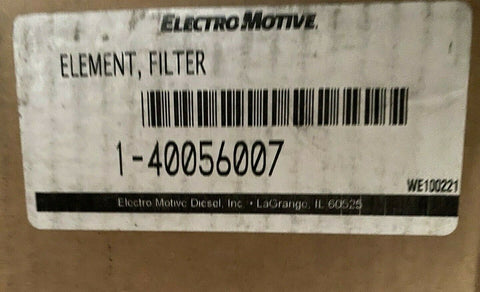 ELECTRO MOTIVE
ELEMENT, FILTER
1-40056007
WE100221
Electro Motive Diesel, Inc. • LaGrange, IL 60525